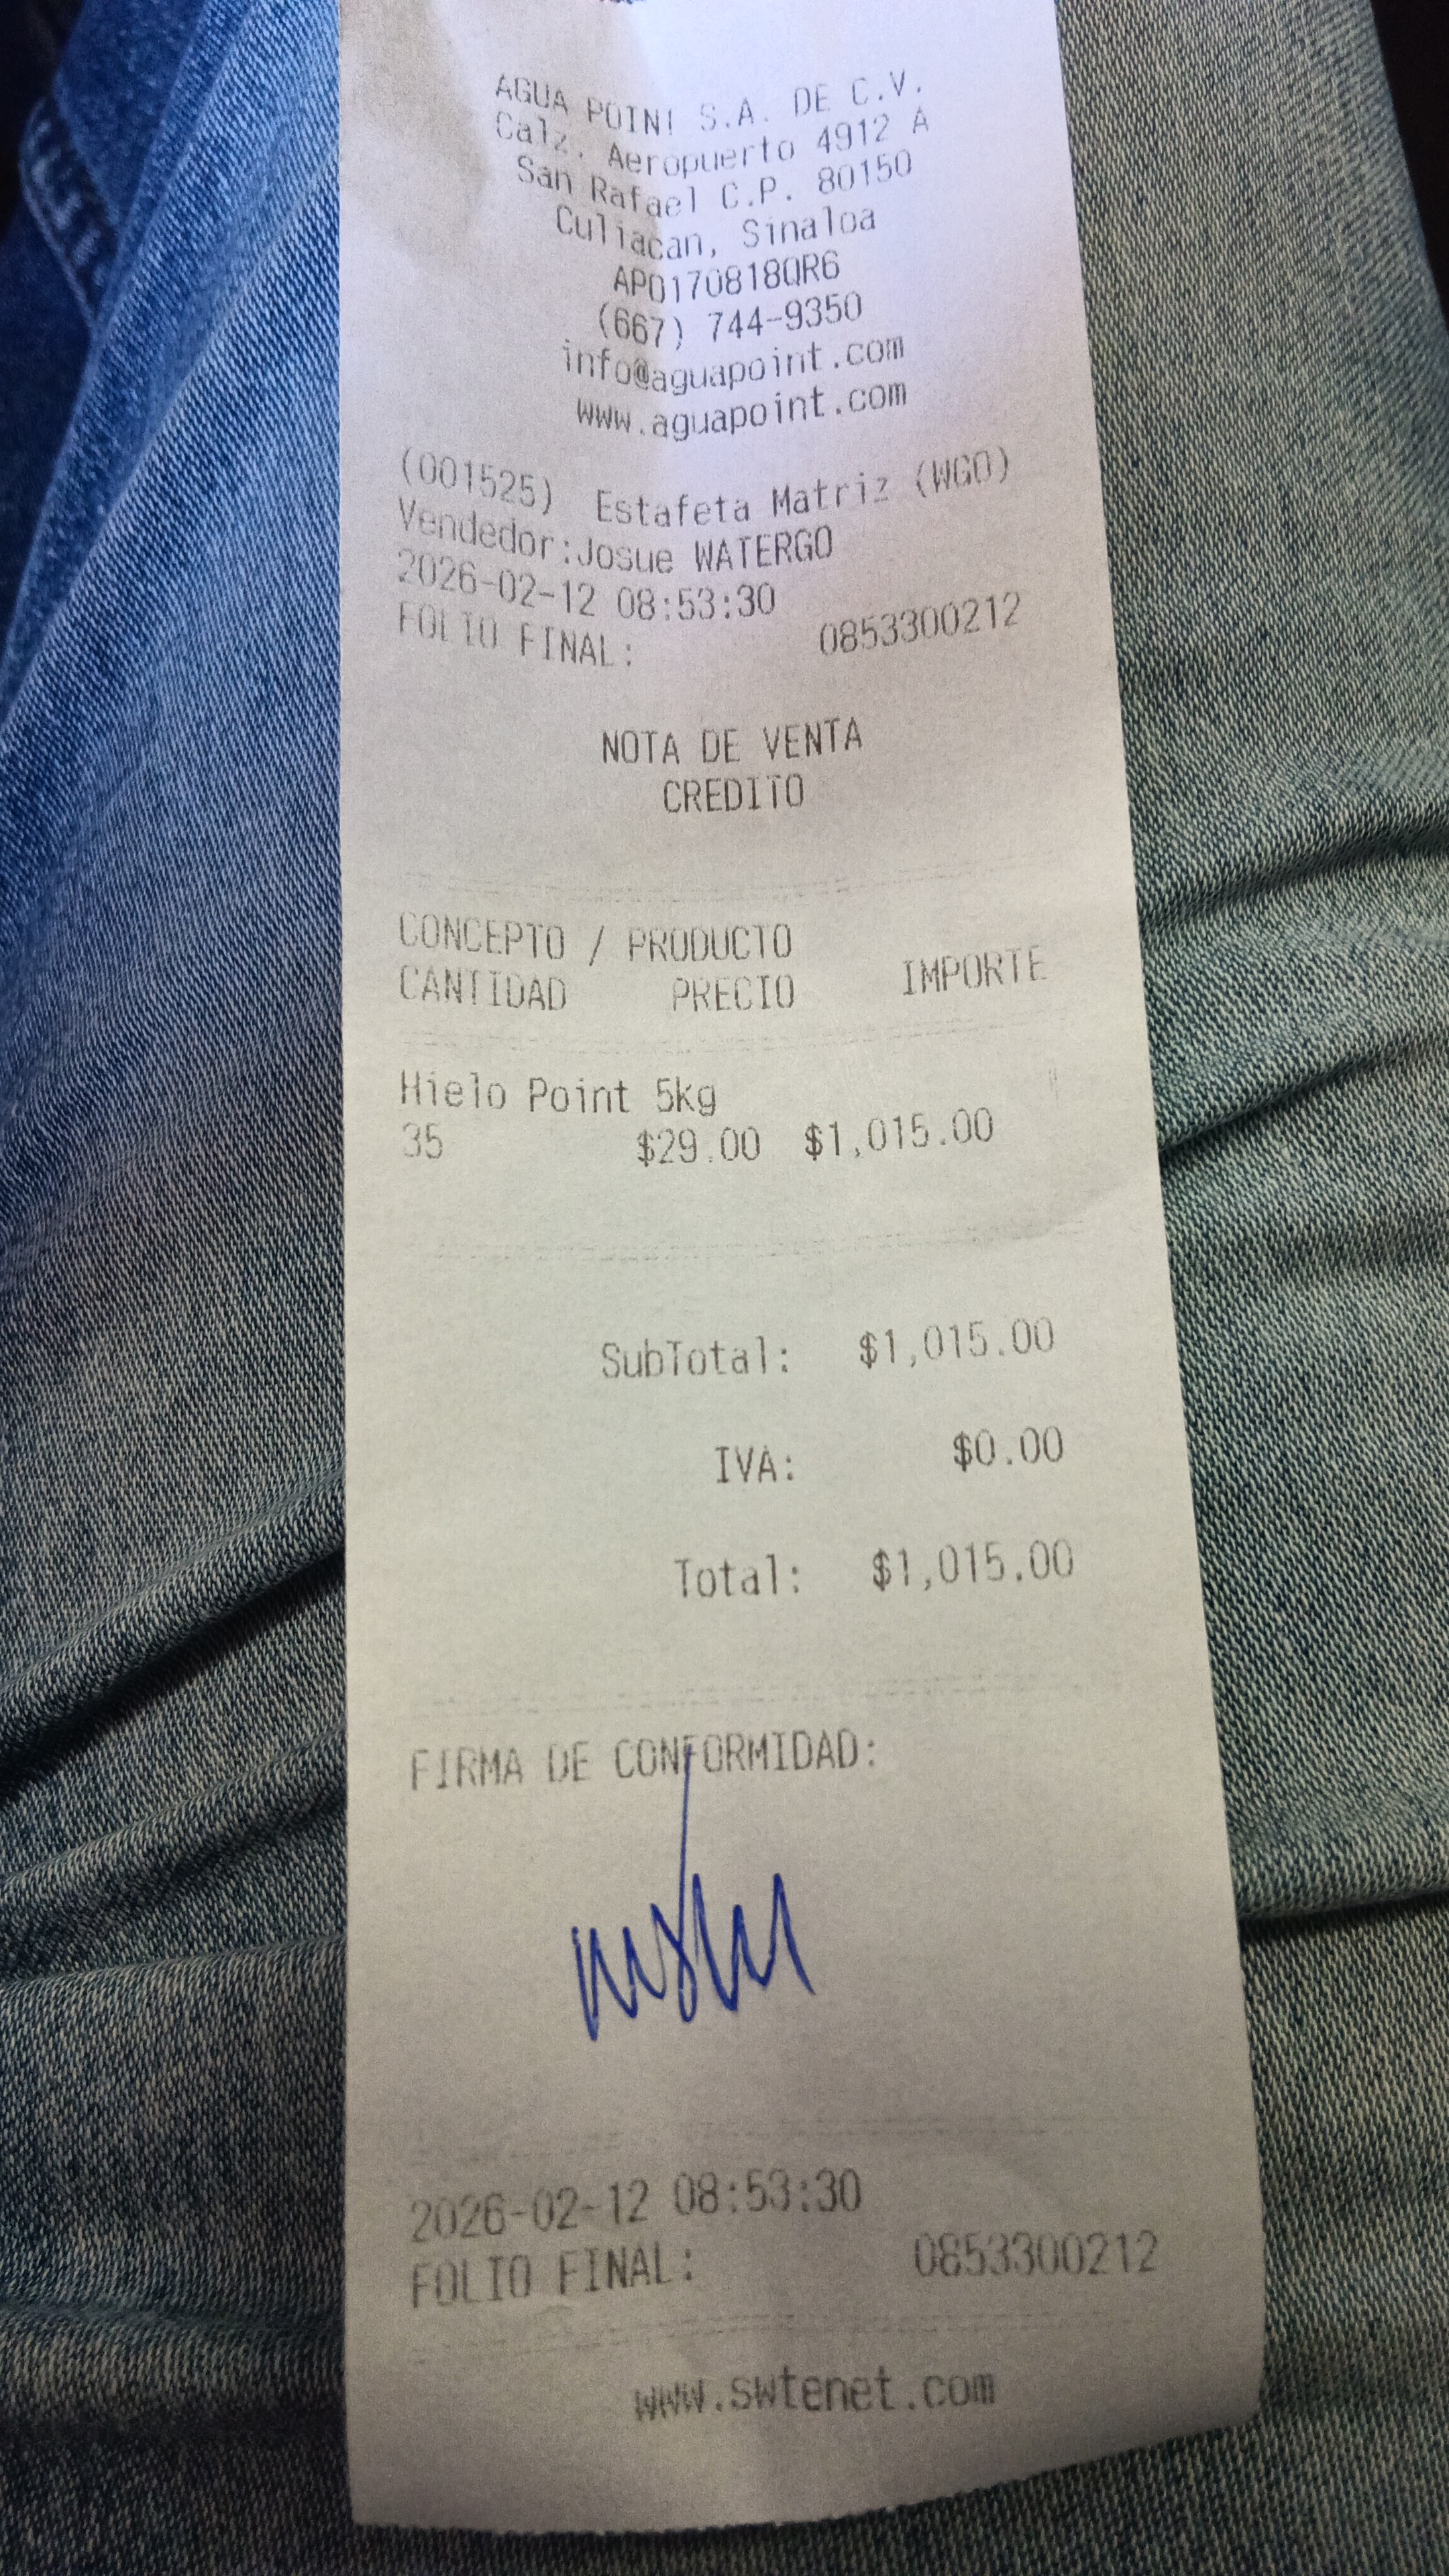 AGUA POINT S.A. DE C.V.
Calz. Aeropuerto 4912 A
San Rafael C.P. 80150
Culiacan, Sinaloa
APO170818QR6
(667) 744-9350
info@aguapoint.com
www.aguapoint.com
(001525) Estafeta Matriz (WGO)
Vendedor:Josue WATERGO
2026-02-12 08:53:30
FOLIO FINAL: 0853300212
NOTA DE VENTA
CREDITO
CONCEPTO / PRODUCTO
CANTIDAD PRECIO IMPORTE
Hielo Point 5kg
35 $29.00 $1,015.00
SubTotal: $1,015.00
IVA: $0.00
Total: $1,015.00
FIRMA DE CONFORMIDAD:
2026-02-12 08:53:30
FOLIO FINAL: 0853300212
www.swtenet.com